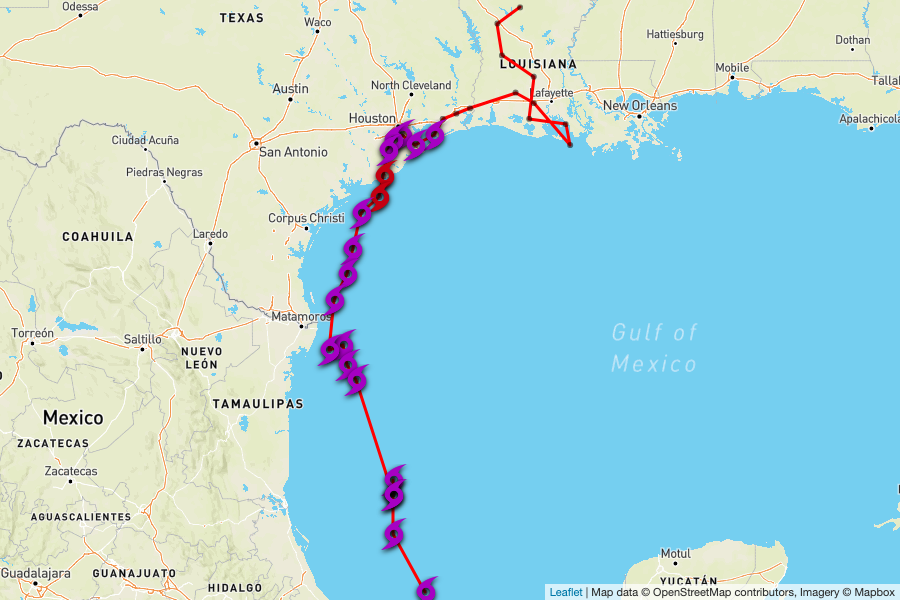 Odessa
TEXAS
Waco
Hattiesburg
Dothan
LOUISIANA
Mobile
Austin
North Cleveland
Lafayette
New Orleans
Houston
Apalachicola
Ciudad Acuña
San Antonio
Piedras Negras
Corpus Christi
COAHUILA
Laredo
Matamoros
Torreón
Saltillo
NUEVO
LEÓN
Gulf of
Mexico
TAMAULIPAS
Mexico
ZACATECAS
Zacatecas
AGUASCALIENTES
Motul
Guadalajara
GUANAJUATO
YUCATÁN
HIDALGO
Leaflet | Map data © OpenStreetMap contributors, Imagery © Mapbox